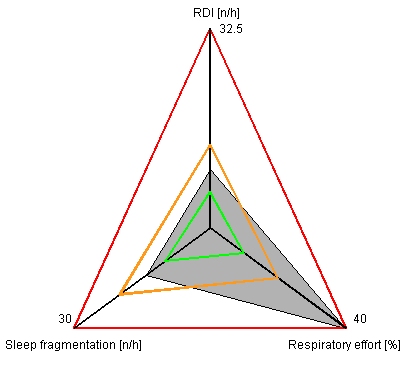 RDI [n/h]
32.5
30
40
Sleep fragmentation [n/h]
Respiratory effort [%]